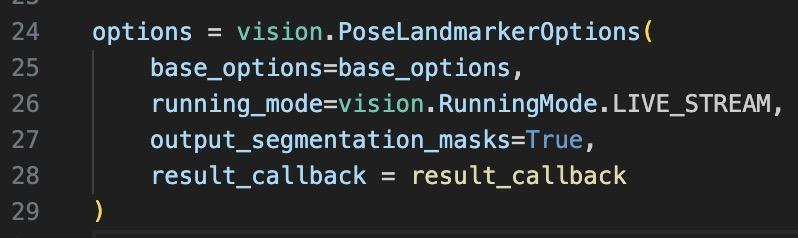 24 options = vision.PoseLandmarkerOptions(
25 base_options=base_options,
26 running_mode=vision.RunningMode.LIVE_STREAM,
27 output_segmentation_masks=True,
28 result_callback = result_callback
29 )